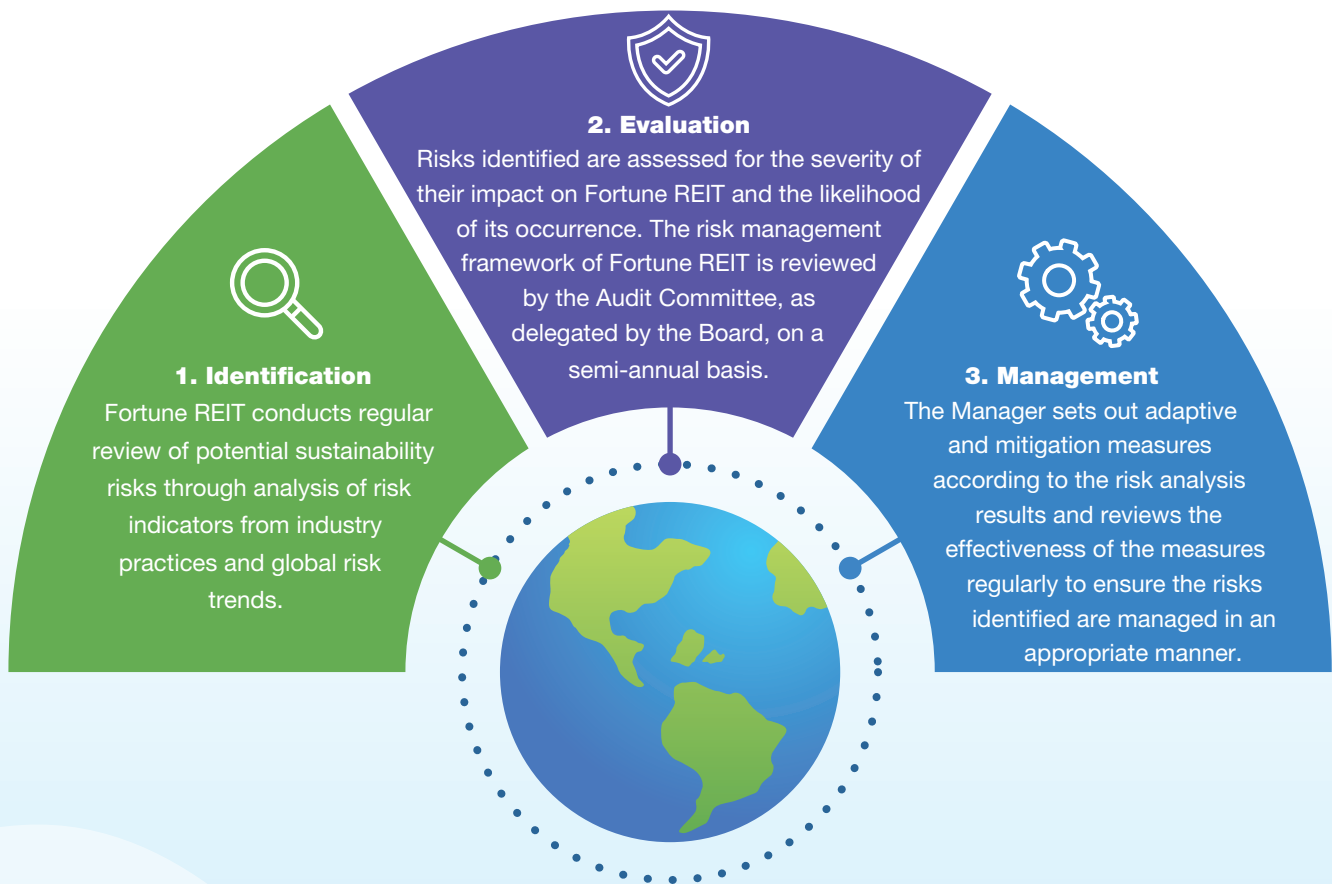 1. Identification
Fortune REIT conducts regular
review of potential sustainability
risks through analysis of risk
indicators from industry
practices and global risk
trends.
2. Evaluation
Risks identified are assessed for the severity of
their impact on Fortune REIT and the likelihood
of its occurrence. The risk management
framework of Fortune REIT is reviewed
by the Audit Committee, as
delegated by the Board, on a
semi-annual basis.
3. Management
The Manager sets out adaptive
and mitigation measures
according to the risk analysis
results and reviews the
effectiveness of the measures
regularly to ensure the risks
identified are managed in an
appropriate manner.